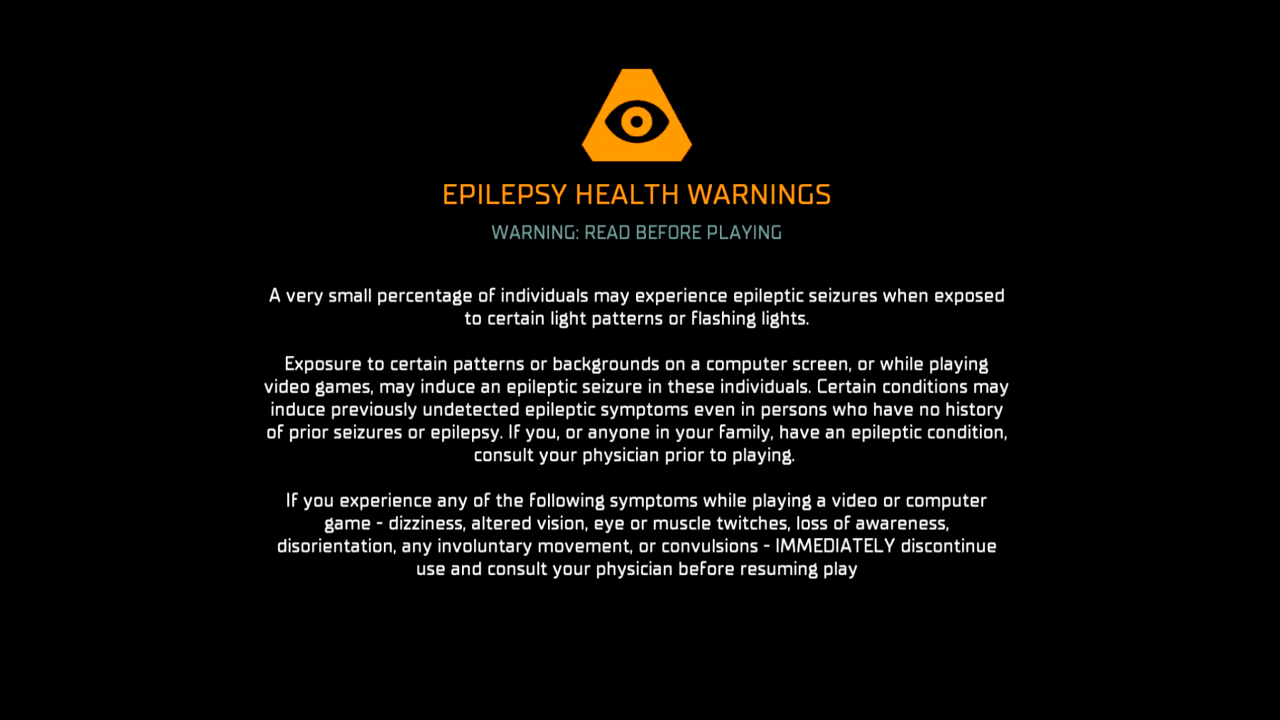 EPILEPSY HEALTH WARNINGS
WARNING: READ BEFORE PLAYING
A very small percentage of individuals may experience epileptic seizures when exposed
to certain light patterns or flashing lights.
Exposure to certain patterns or backgrounds on a computer screen, or while playing
video games, may induce an epileptic seizure in these individuals. Certain conditions may
induce previously undetected epileptic symptoms even in persons who have no history
of prior seizures or epilepsy. If you, or anyone in your family, have an epileptic condition,
consult your physician prior to playing.
If you experience any of the following symptoms while playing a video or computer
game - dizziness, altered vision, eye or muscle twitches, loss of awareness,
disorientation, any involuntary movement, or convulsions - IMMEDIATELY discontinue
use and consult your physician before resuming play